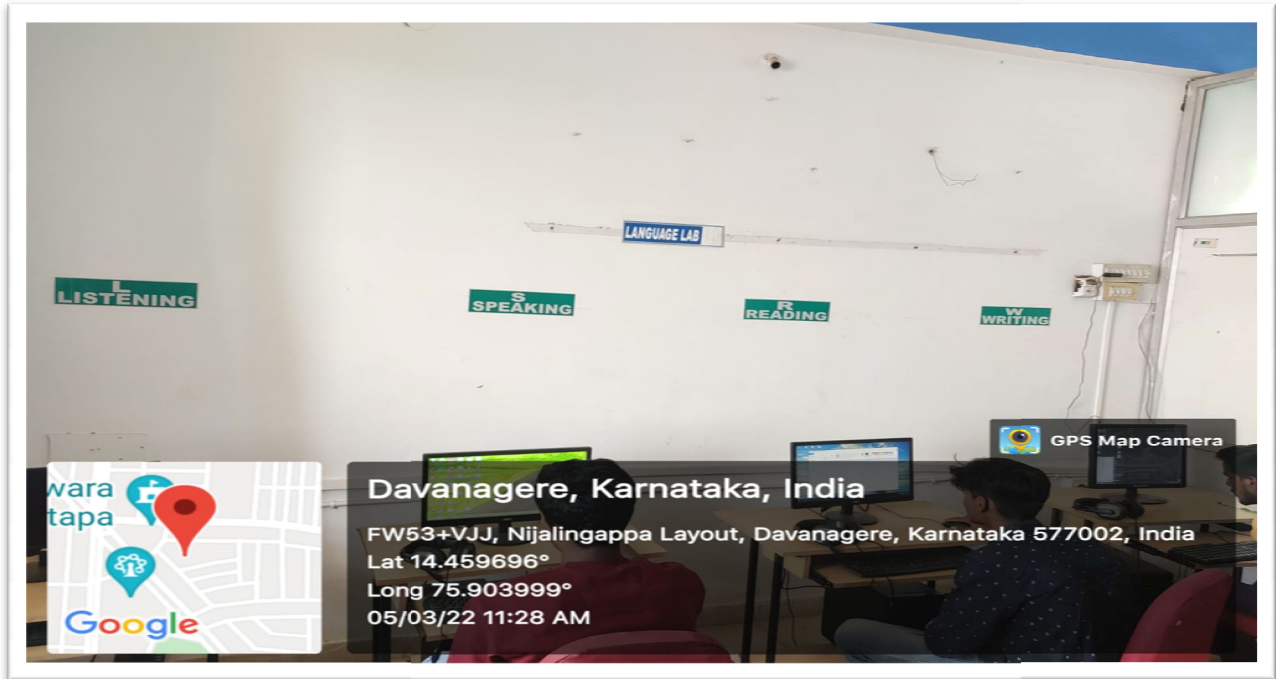 LANGUAGE LAB
L
LISTENING
S
SPEAKING
R
READING
W
WRITING
GPS Map Camera
wara
tapa
Google
Davanagere, Karnataka, India
FW53+VJJ, Nijalingappa Layout, Davanagere, Karnataka 577002, India
Lat 14.459696°
Long 75.903999°
05/03/22 11:28 AM